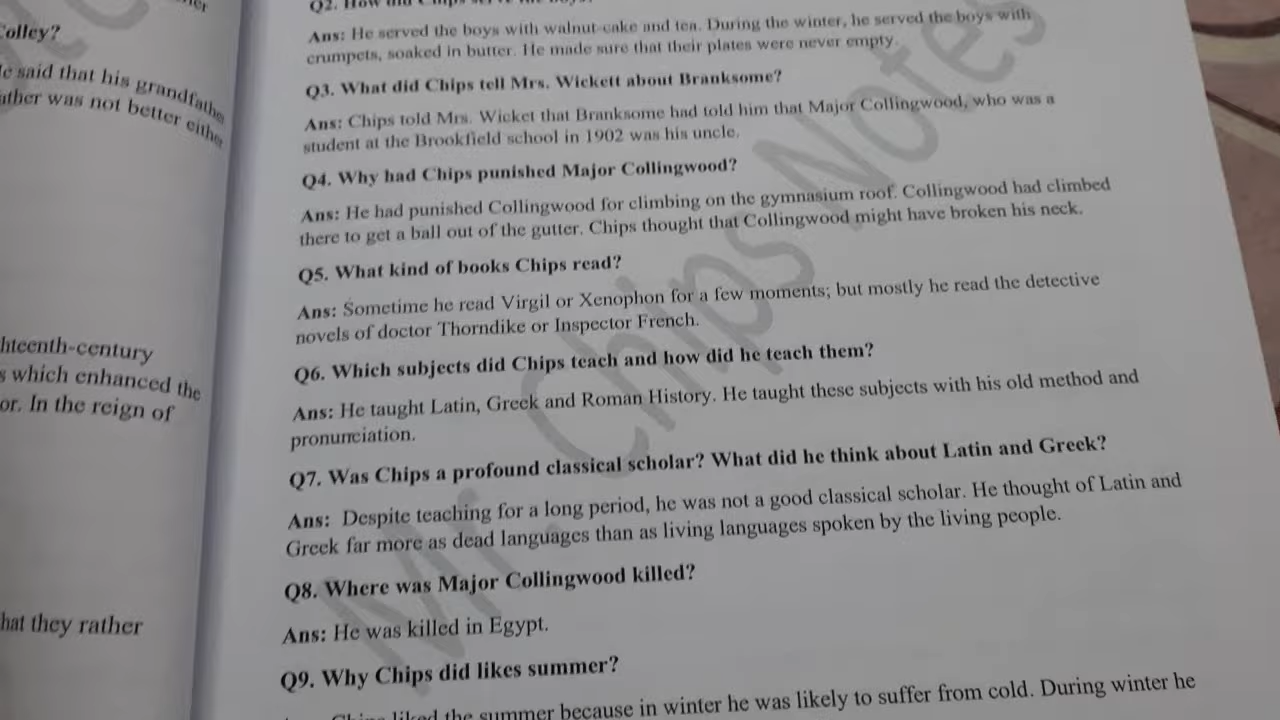 Colley?
He said that his grandfather
father was not better either
hteenth-century
s which enhanced the
or. In the reign of
hat they rather
Ans: He served the boys with walnut-cake and tea. During the winter, he served the boys with
crumpets, soaked in butter. He made sure that their plates were never empty.
Q3. What did Chips tell Mrs. Wickett about Branksome?
Ans: Chips told Mrs. Wicket that Branksome had told him that Major Collingwood, who was a
student at the Brookfield school in 1902 was his uncle.
Q4. Why had Chips punished Major Collingwood?
Ans: He had punished Collingwood for climbing on the gymnasium roof. Collingwood had climbed
there to get a ball out of the gutter. Chips thought that Collingwood might have broken his neck.
Q5. What kind of books Chips read?
Ans: Sometime he read Virgil or Xenophon for a few moments; but mostly he read the detective
novels of doctor Thorndike or Inspector French.
Q6. Which subjects did Chips teach and how did he teach them?
Ans: He taught Latin, Greek and Roman History. He taught these subjects with his old method and
pronunciation.
Q7. Was Chips a profound classical scholar? What did he think about Latin and Greek?
Ans: Despite teaching for a long period, he was not a good classical scholar. He thought of Latin and
Greek far more as dead languages than as living languages spoken by the living people.
Q8. Where was Major Collingwood killed?
Ans: He was killed in Egypt.
Q9. Why Chips did likes summer?
Chips liked the summer because in winter he was likely to suffer from cold. During winter he
Mr. Chips Notes